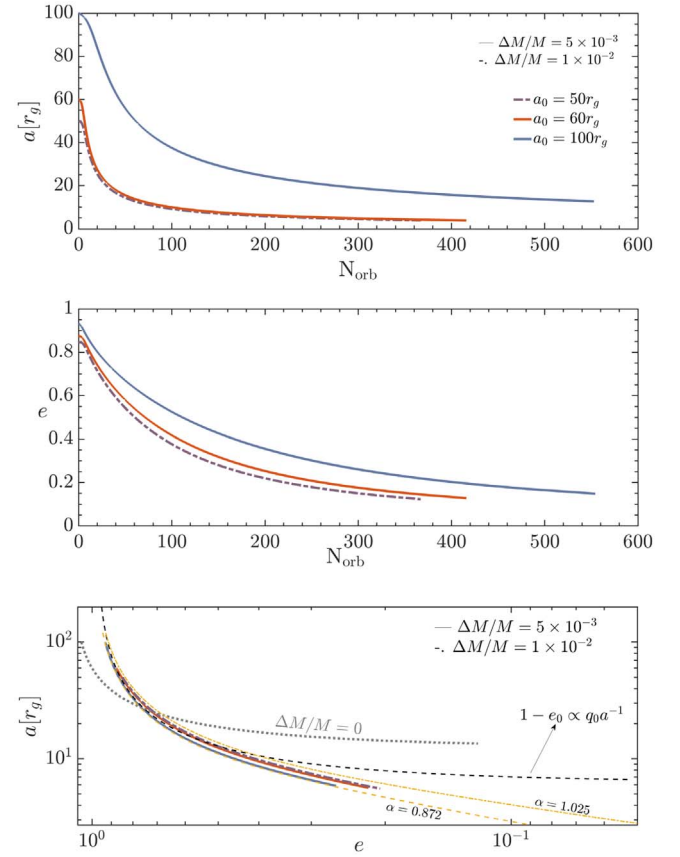 100
80
60
40
20
0
a[r_g]
— ΔM/M = 5 × 10⁻³
-. ΔM/M = 1 × 10⁻²
a₀ = 50r_g
a₀ = 60r_g
a₀ = 100r_g
0 100 200 300 400 500 600
N_orb
1
0.8
0.6
0.4
0.2
0
e
0 100 200 300 400 500 600
N_orb
10²
10¹
a[r_g]
— ΔM/M = 5 × 10⁻³
-. ΔM/M = 1 × 10⁻²
ΔM/M = 0
1 − e₀ ∝ q₀a⁻¹
α = 0.872
α = 1.025
10⁰ 10⁻¹
e